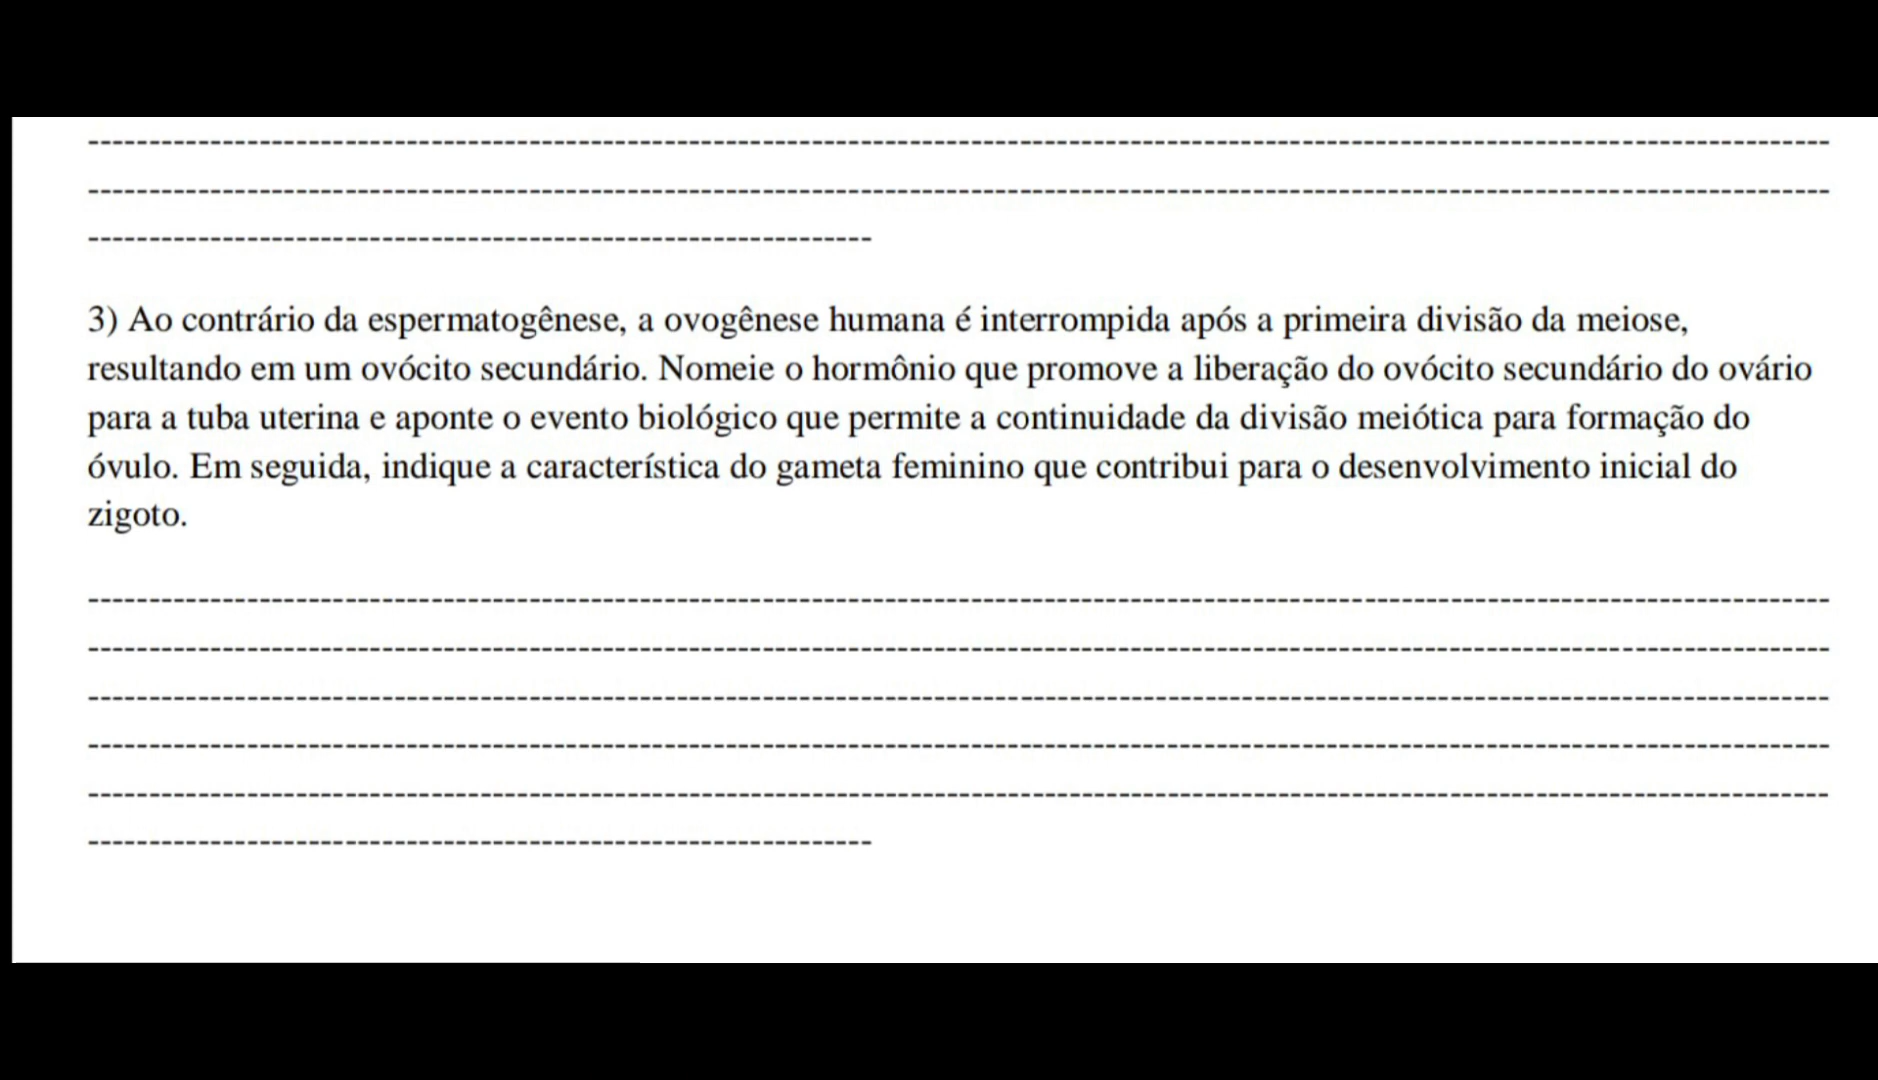 3) Ao contrário da espermatogênese, a ovogênese humana é interrompida após a primeira divisão da meiose,
resultando em um ovócito secundário. Nomeie o hormônio que promove a liberação do ovócito secundário do ovário
para a tuba uterina e aponte o evento biológico que permite a continuidade da divisão meiótica para formação do
óvulo. Em seguida, indique a característica do gameta feminino que contribui para o desenvolvimento inicial do
zigoto.